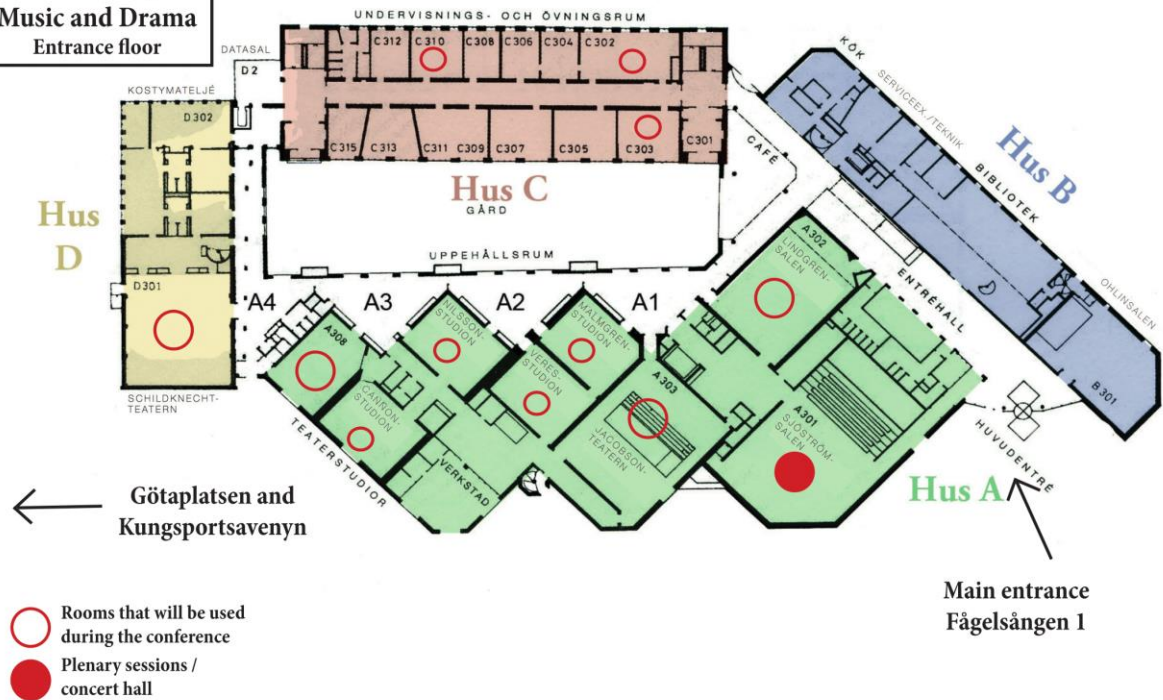 Music and Drama
Entrance floor
UNDERVISNINGS- OCH ÖVNINGSRUM
DATASAL
D2
C312
C310
C308
C306
C304
C302
KÖK
SERVICEEX./TEKNIK
BIBLIOTEK
Hus B
KOSTYMATELJÉ
D302
C315
C313
C311
C309
C307
C305
C303
C301
CAFÉ
Hus C
GÅRD
Hus
D
UPPEHÅLLSRUM
A302
LINDGREN-
SALEN
ENTRÉHALL
OHLINSALEN
D301
A4
A3
A2
A1
NILSSON-
STUDION
MALMGREN-
STUDION
A308
VERES-
STUDION
A303
CANRON-
STUDION
B301
SCHILDKNECHT-
TEATERN
TEATERSTUDIOR
JACOBSON-
TEATERN
A301
SJÖSTRÖM-
SALEN
HUVUDENTRÉ
VERKSTAD
Hus A
Götaplatsen and
Kungsportsavenyn
Main entrance
Fågelsången 1
Rooms that will be used
during the conference
Plenary sessions /
concert hall